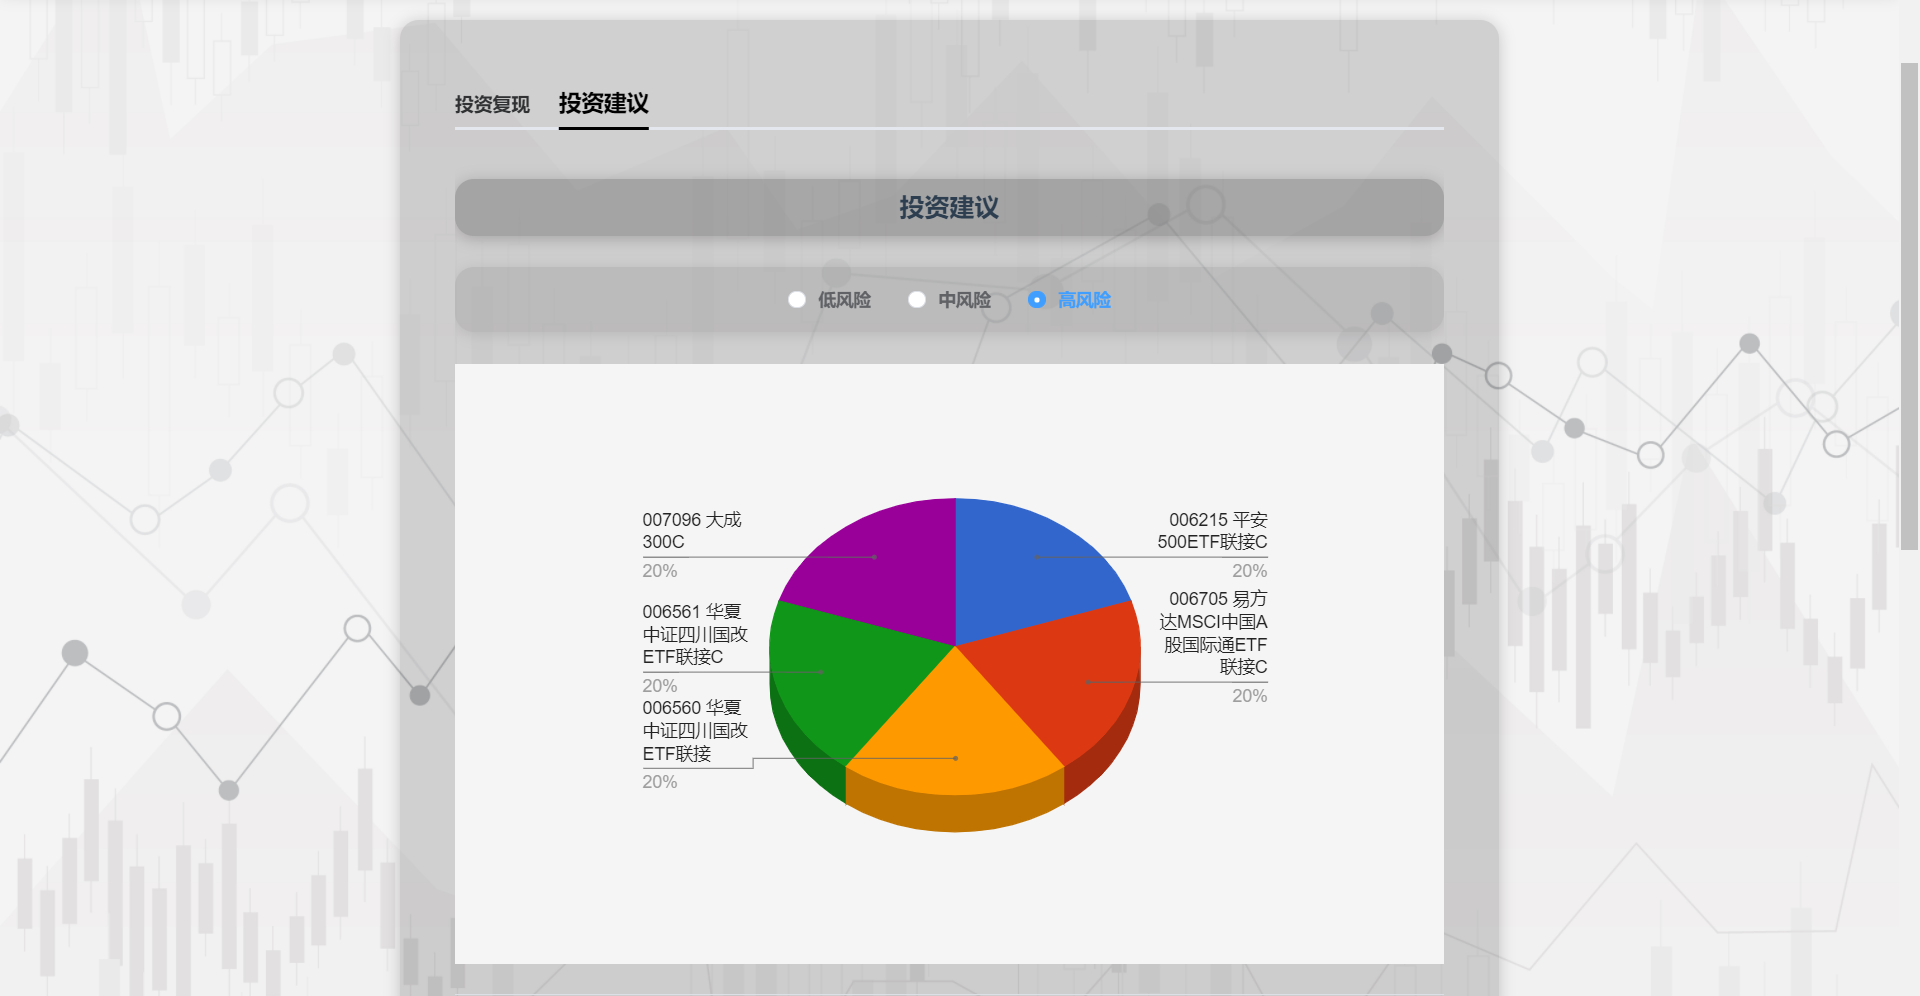 投资复现 投资建议
投资建议
低风险 中风险 高风险
007096 大成
300C
20%
006561 华夏
中证四川国改
ETF联接C
20%
006560 华夏
中证四川国改
ETF联接
20%
006215 平安
500ETF联接C
20%
006705 易方
达MSCI中国A
股国际通ETF
联接C
20%